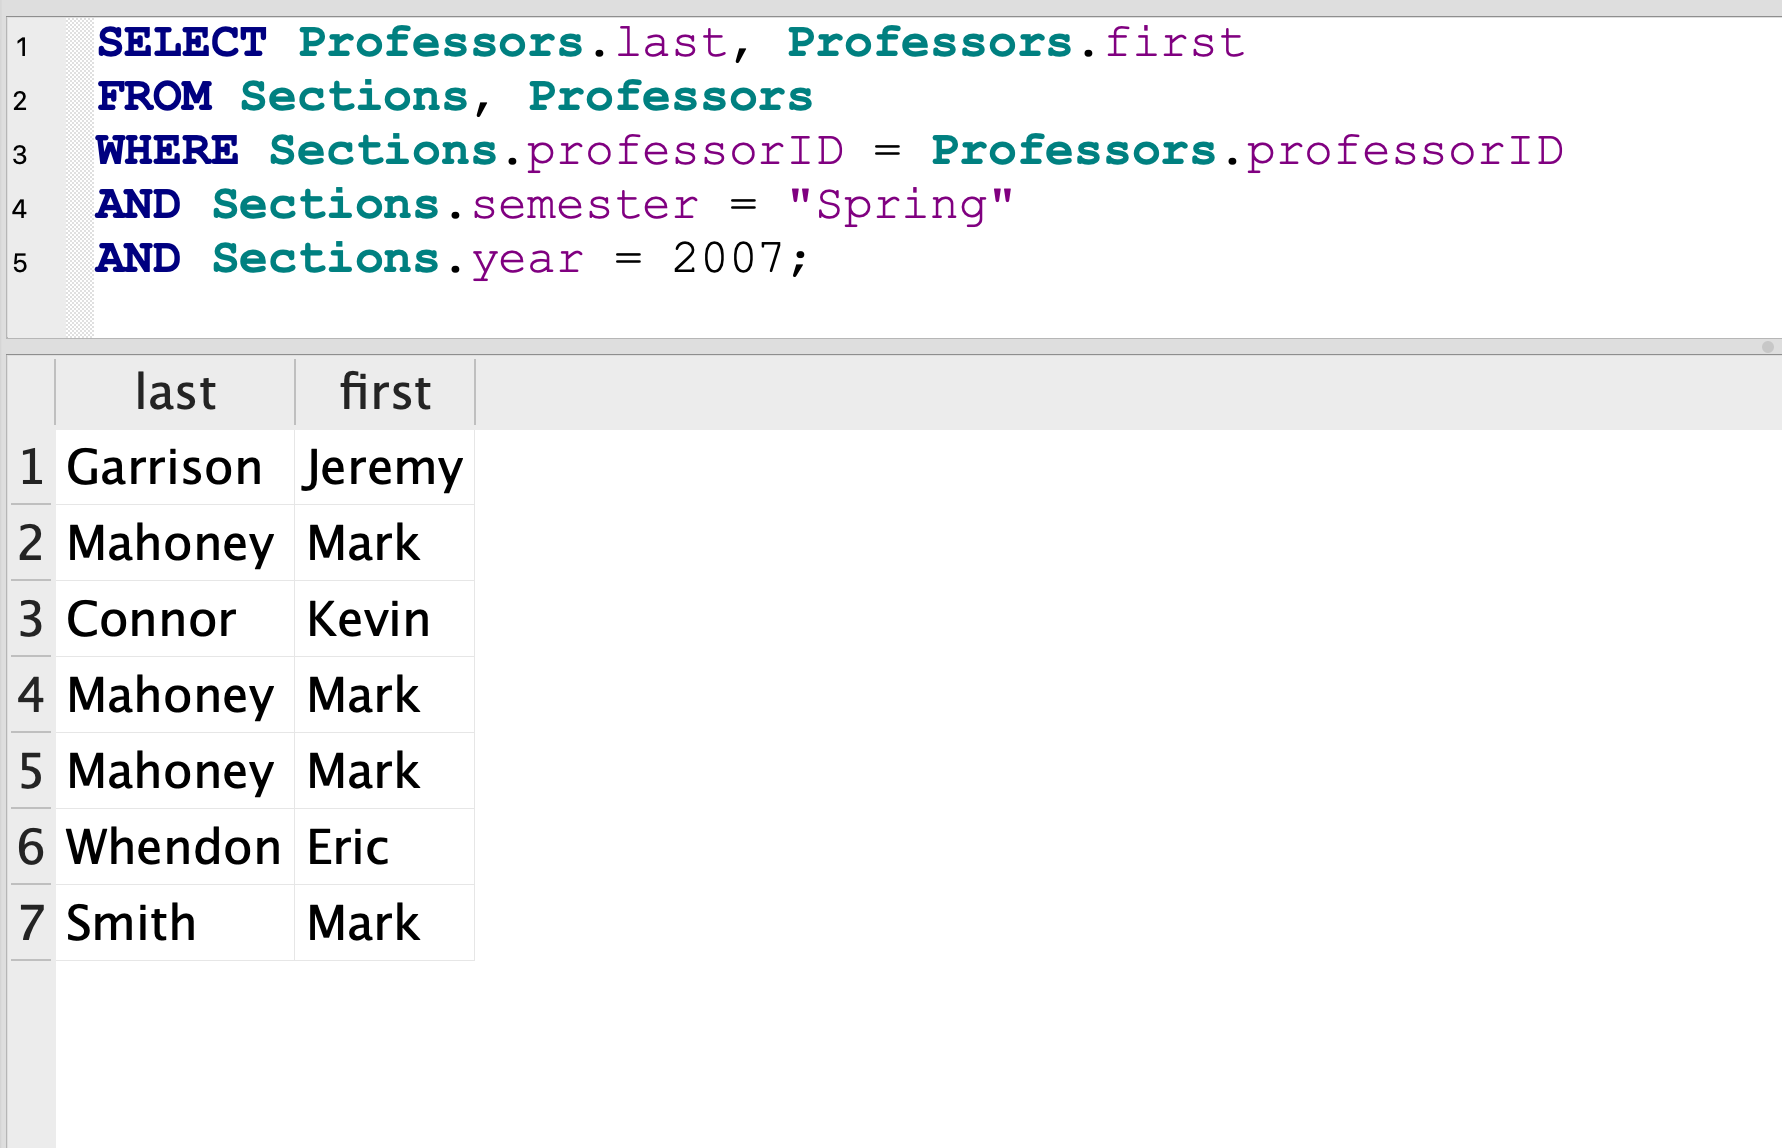 1 SELECT Professors.last, Professors.first
2 FROM Sections, Professors
3 WHERE Sections.professorID = Professors.professorID
4 AND Sections.semester = "Spring"
5 AND Sections.year = 2007;
last first
1 Garrison Jeremy
2 Mahoney Mark
3 Connor Kevin
4 Mahoney Mark
5 Mahoney Mark
6 Whendon Eric
7 Smith Mark